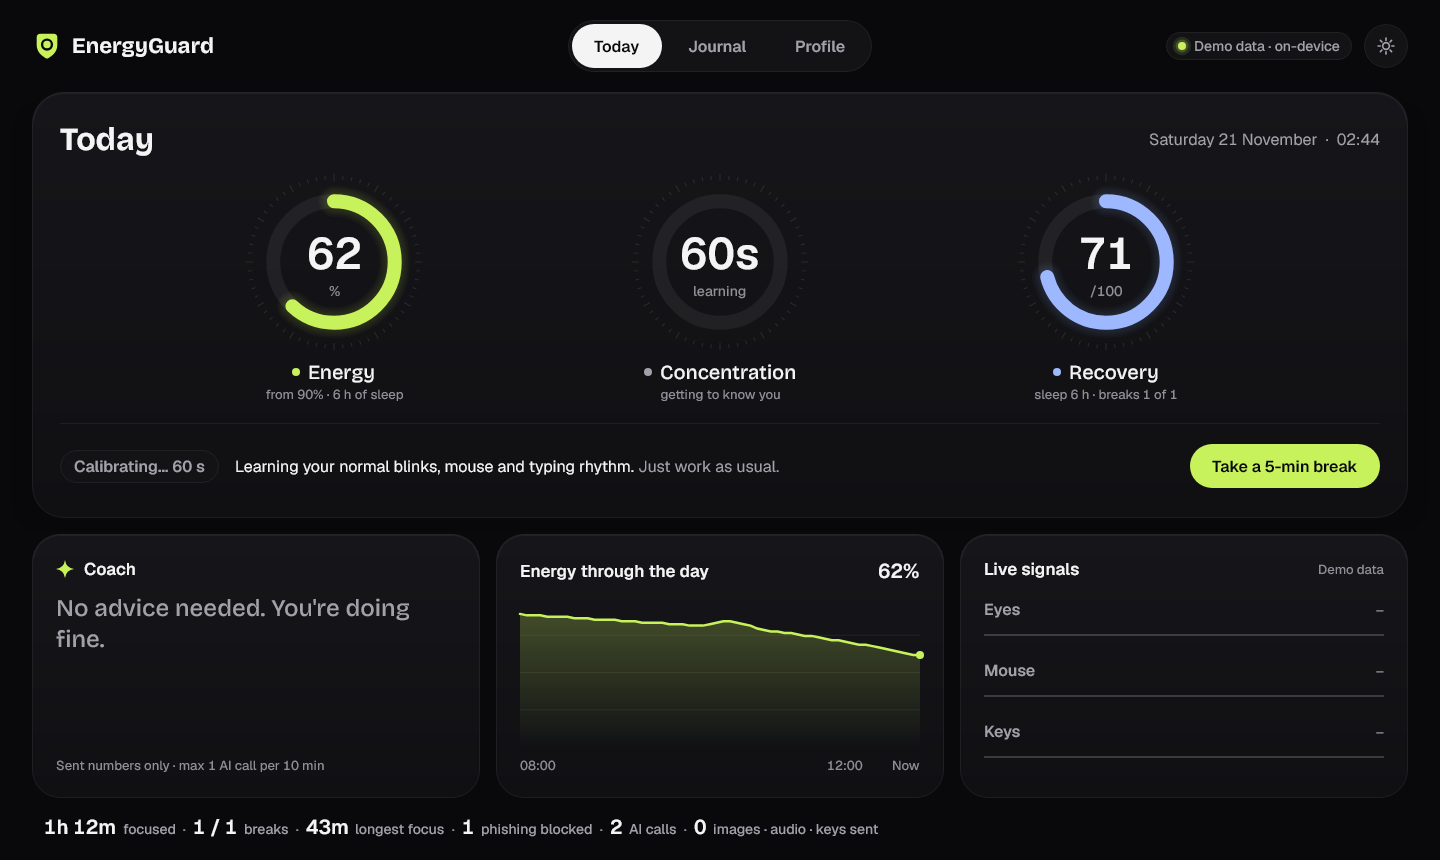 EnergyGuard
Today
Journal
Profile
Demo data · on-device
Today
Saturday 21 November · 02:44
62
%
Energy
from 90% · 6 h of sleep
60s
learning
Concentration
getting to know you
71
/100
Recovery
sleep 6 h · breaks 1 of 1
Calibrating... 60 s
Learning your normal blinks, mouse and typing rhythm. Just work as usual.
Take a 5-min break
Coach
No advice needed. You're doing
fine.
Sent numbers only · max 1 AI call per 10 min
Energy through the day
62%
08:00
12:00
Now
Live signals
Demo data
Eyes –
Mouse –
Keys –
1h 12m focused · 1 / 1 breaks · 43m longest focus · 1 phishing blocked · 2 AI calls · 0 images · audio · keys sent